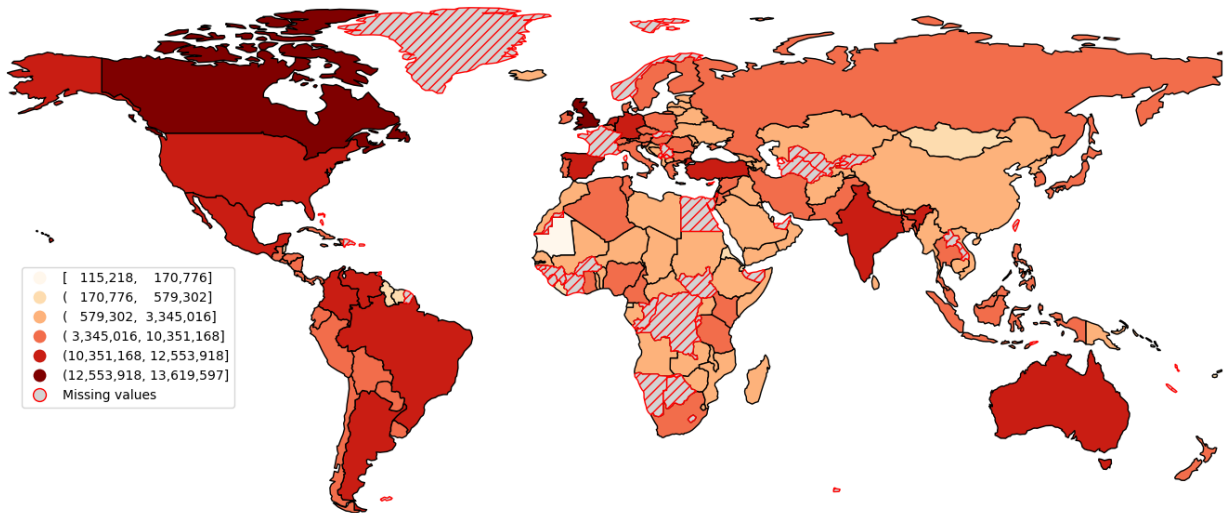 [ 115,218, 170,776]
( 170,776, 579,302]
( 579,302, 3,345,016]
( 3,345,016, 10,351,168]
(10,351,168, 12,553,918]
(12,553,918, 13,619,597]
Missing values